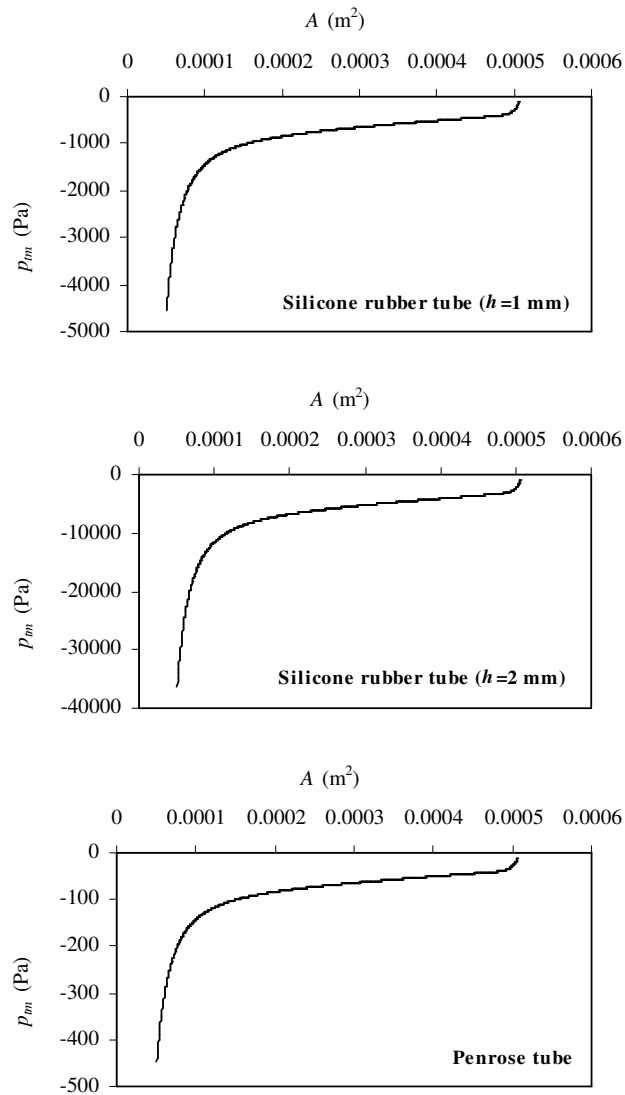 A (m²)
0 0.0001 0.0002 0.0003 0.0004 0.0005 0.0006
0
-1000
-2000
-3000
-4000
-5000
p_tm (Pa)
Silicone rubber tube (h=1 mm)
A (m²)
0 0.0001 0.0002 0.0003 0.0004 0.0005 0.0006
0
-10000
-20000
-30000
-40000
p_tm (Pa)
Silicone rubber tube (h=2 mm)
A (m²)
0 0.0001 0.0002 0.0003 0.0004 0.0005 0.0006
0
-100
-200
-300
-400
-500
p_tm (Pa)
Penrose tube